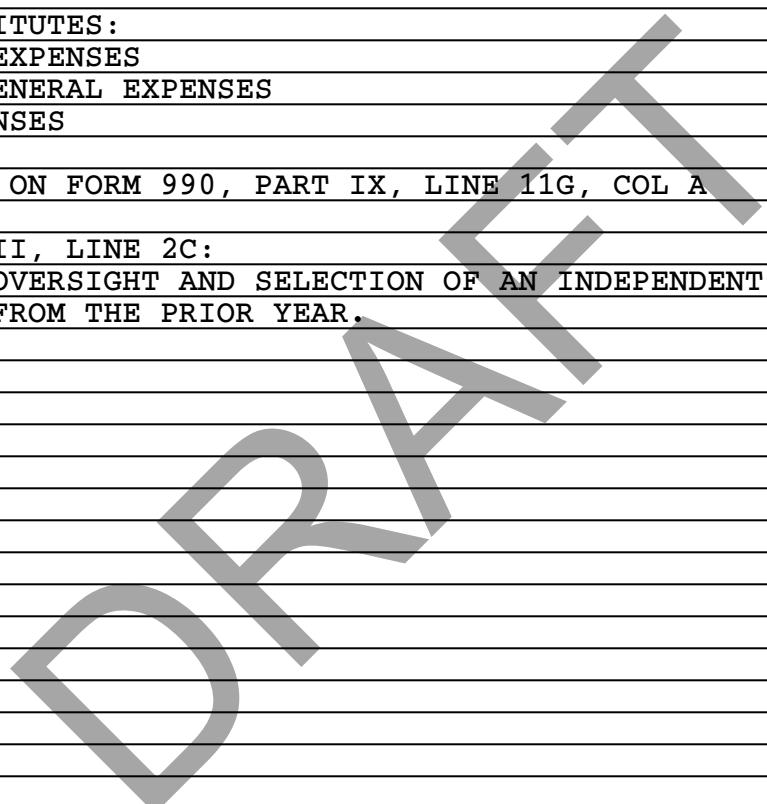 ITUTES:
EXPENSES
ENERAL EXPENSES
NSES
ON FORM 990, PART IX, LINE 11G, COL A
II, LINE 2C:
OVERSIGHT AND SELECTION OF AN INDEPENDENT
FROM THE PRIOR YEAR.
DRAFT